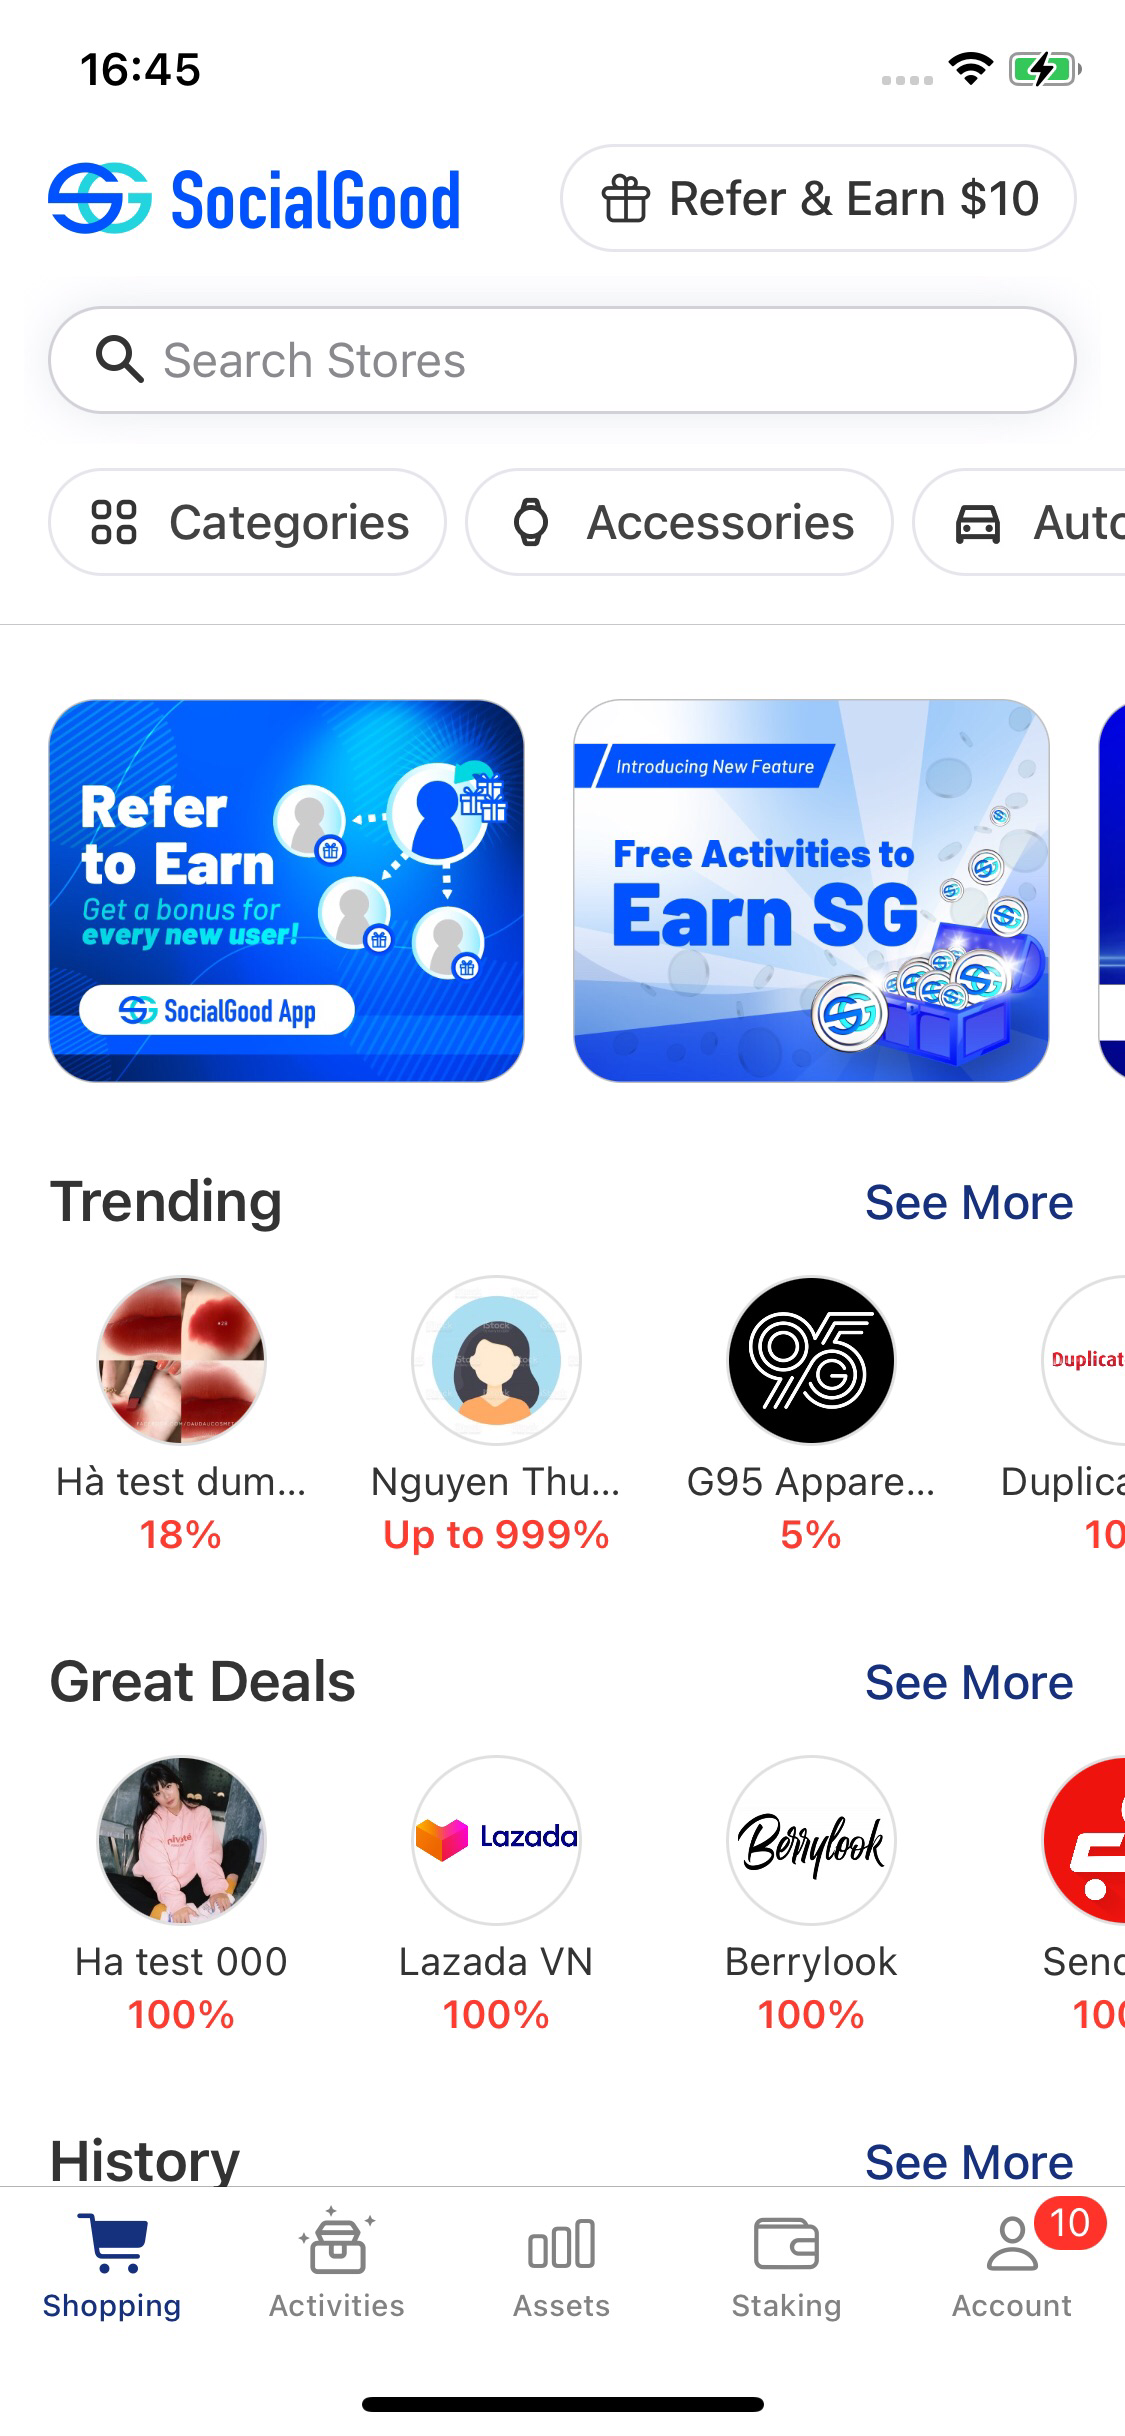 16:45
SocialGood
Refer & Earn $10
Search Stores
Categories
Accessories
Auto
Refer
to Earn
Get a bonus for
every new user!
SocialGood App
Introducing New Feature
Free Activities to
Earn SG
Trending
See More
95G
Duplicat
Hà test dum...
Nguyen Thu...
G95 Appare...
Duplica
18%
Up to 999%
5%
10
Great Deals
See More
Lazada
Berrylook
Ha test 000
Lazada VN
Berrylook
Send
100%
100%
100%
100
History
See More
10
Shopping
Activities
Assets
Staking
Account